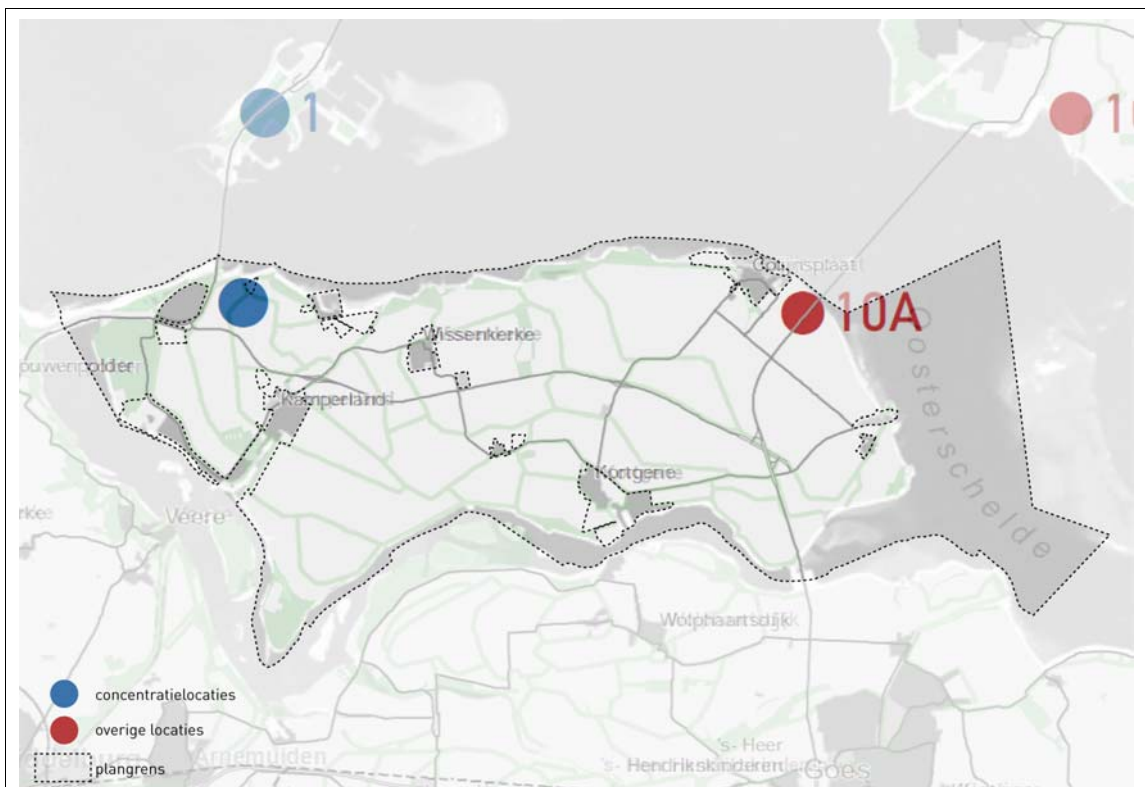 1
Colijnsplaat
10A
Wissenkerke
Kamperland
Oosterschelde
Kortgene
Veere
Wolphaartsdijk
concentratielocaties
overige locaties
Arnemuiden
plangrens
's- Heer
's- Hendrikskinderen
Goes